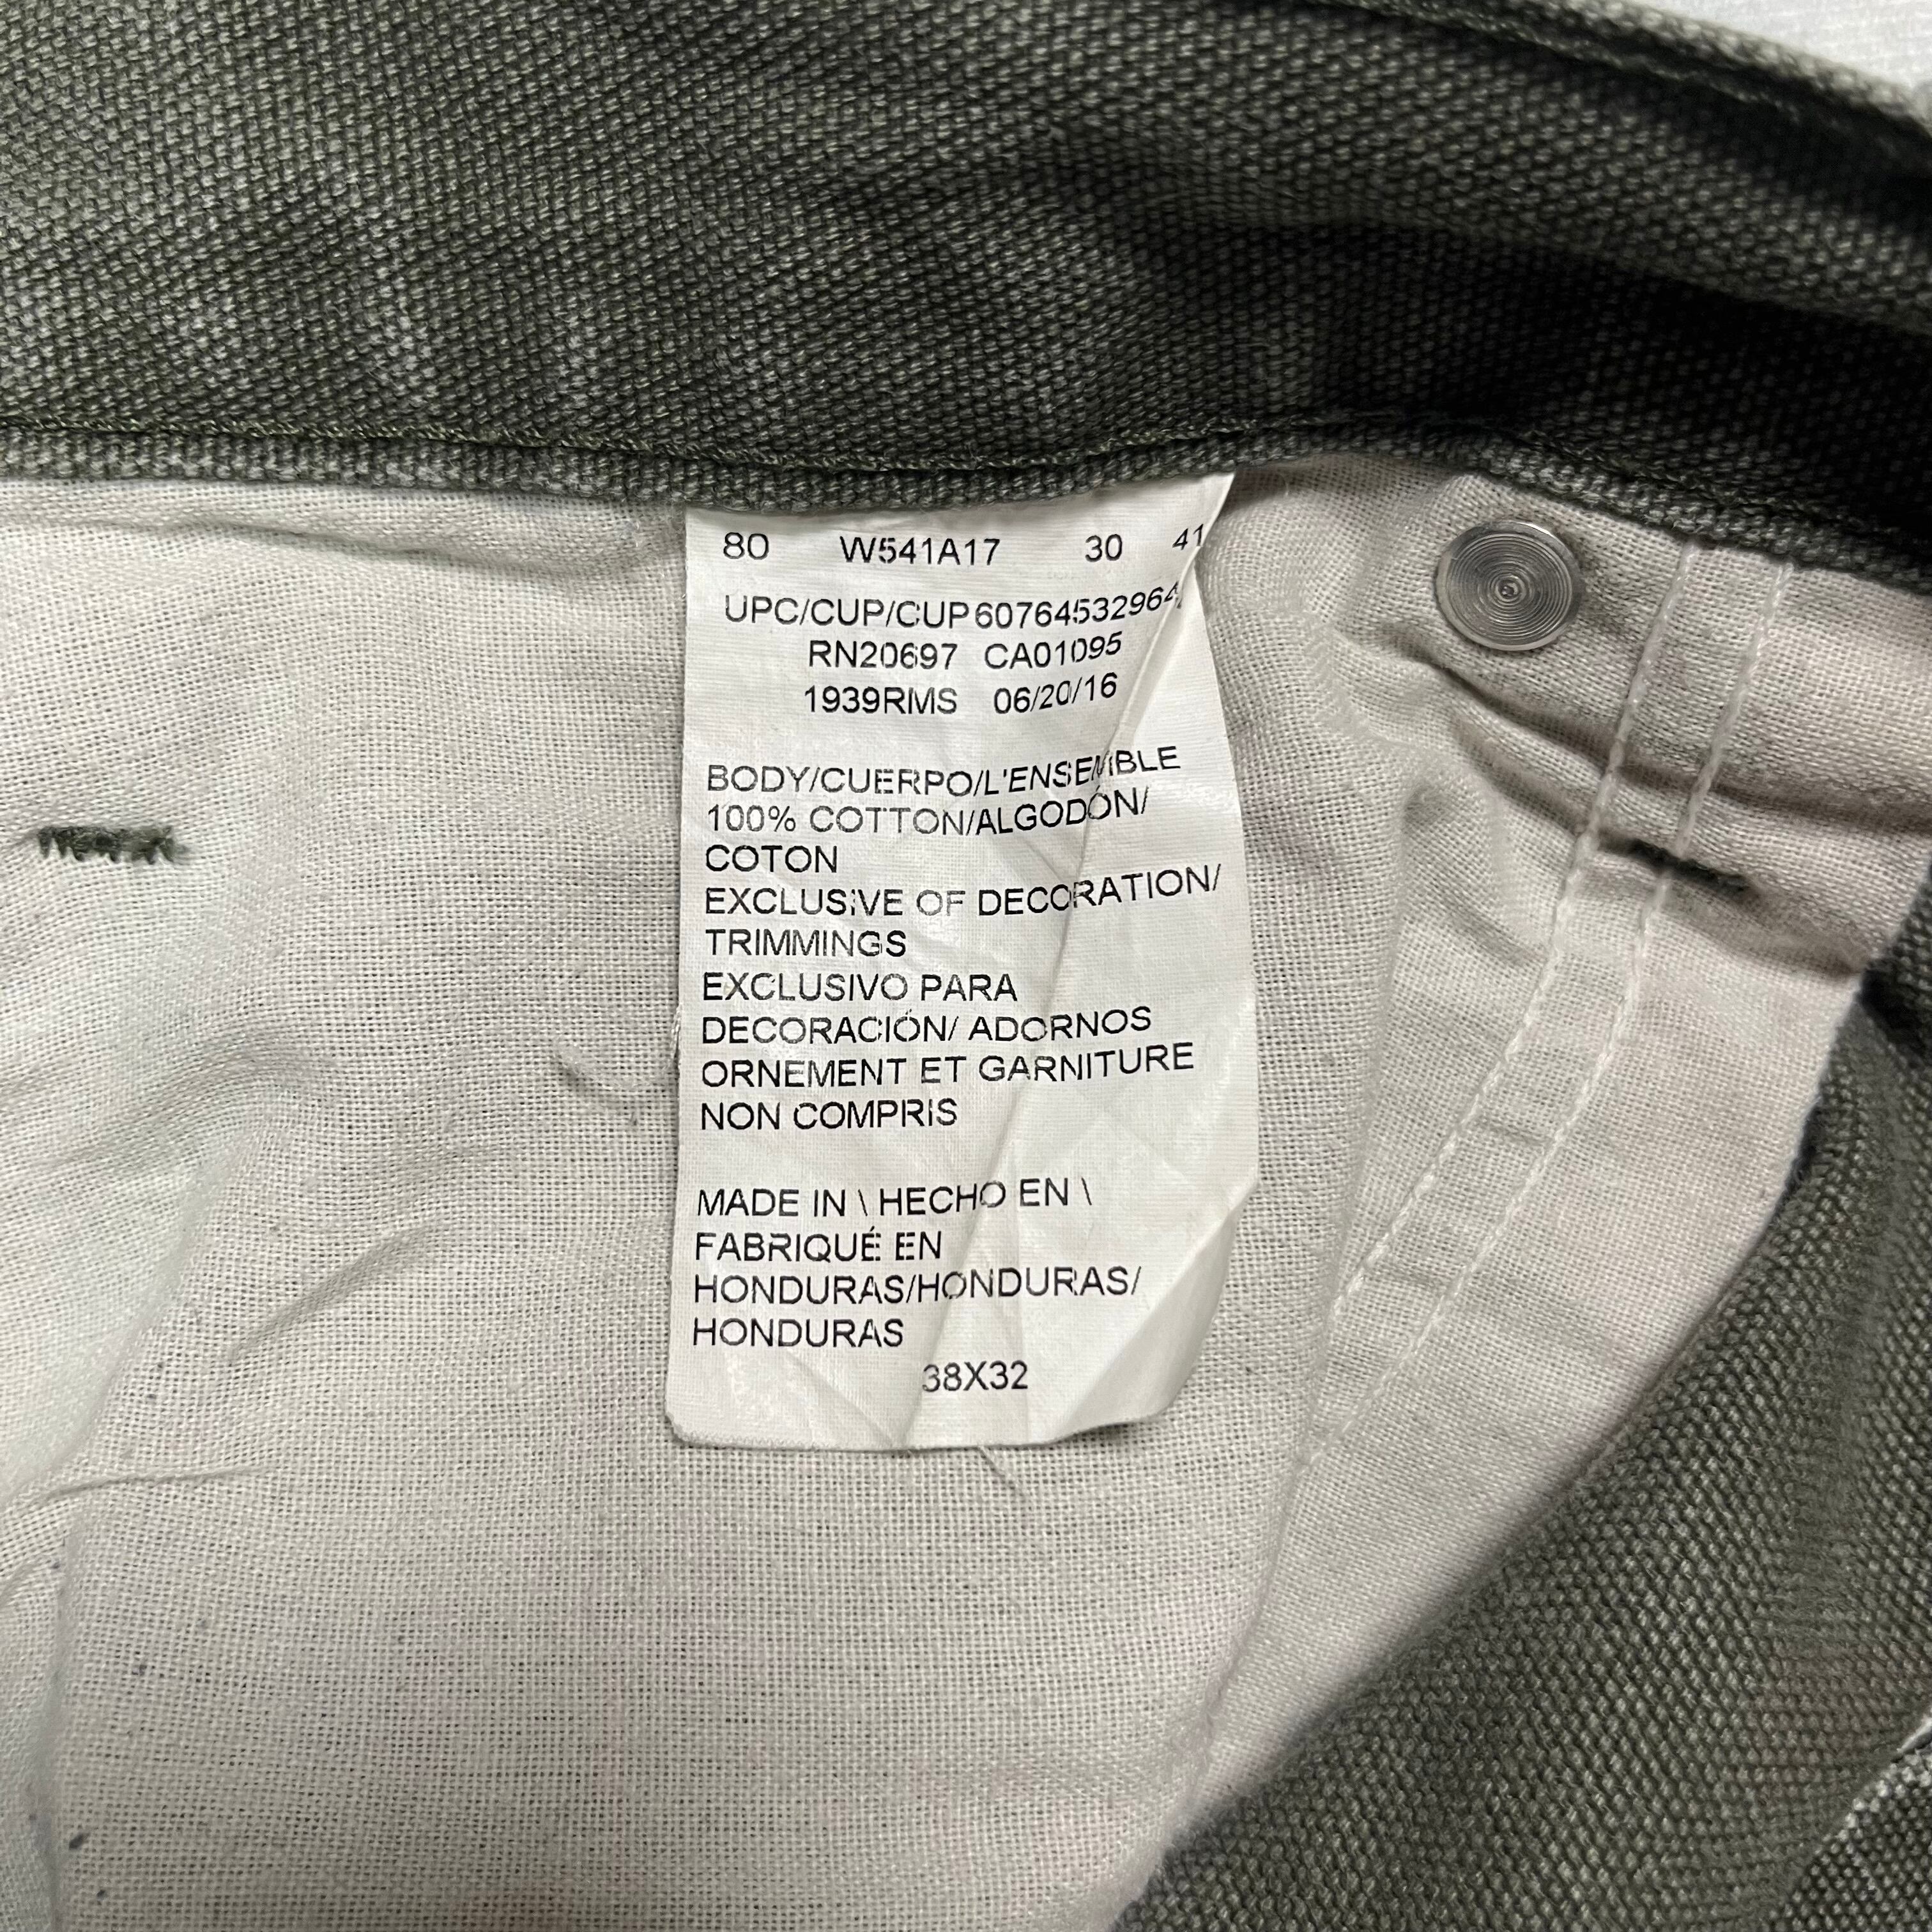 80 W541A17 30 41
UPC/CUP/CUP
RN20697 CA01095
1939RMS 06/20/16
BODY/CUERPO/L'ENSEMBLE
100% COTTON/ALGODÓN/
COTON
EXCLUSIVE OF DECORATION/
TRIMMINGS
EXCLUSIVO PARA
DECORACIÓN/ ADORNOS
ORNEMENT ET GARNITURE
NON COMPRIS
MADE IN \ HECHO EN \
FABRIQUÉ EN
HONDURAS/HONDURAS/
HONDURAS
38X32